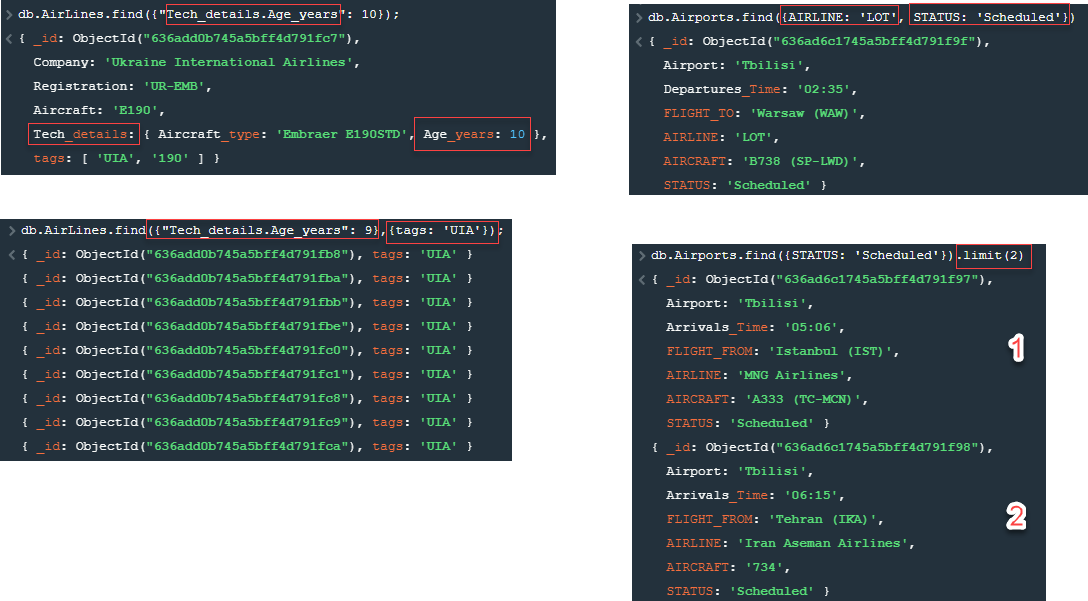 db.AirLines.find({"Tech_details.Age_years": 10});
{ _id: ObjectId("636add0b745a5bff4d791fc7"),
Company: 'Ukraine International Airlines',
Registration: 'UR-EMB',
Aircraft: 'E190',
Tech_details: { Aircraft_type: 'Embraer E190STD', Age_years: 10 },
tags: [ 'UIA', '190' ] }
db.AirLines.find({"Tech_details.Age_years": 9},{tags: 'UIA'});
{ _id: ObjectId("636add0b745a5bff4d791fb8"), tags: 'UIA' }
{ _id: ObjectId("636add0b745a5bff4d791fba"), tags: 'UIA' }
{ _id: ObjectId("636add0b745a5bff4d791fbb"), tags: 'UIA' }
{ _id: ObjectId("636add0b745a5bff4d791fbe"), tags: 'UIA' }
{ _id: ObjectId("636add0b745a5bff4d791fc0"), tags: 'UIA' }
{ _id: ObjectId("636add0b745a5bff4d791fc1"), tags: 'UIA' }
{ _id: ObjectId("636add0b745a5bff4d791fc8"), tags: 'UIA' }
{ _id: ObjectId("636add0b745a5bff4d791fc9"), tags: 'UIA' }
{ _id: ObjectId("636add0b745a5bff4d791fca"), tags: 'UIA' }
db.Airports.find({AIRLINE: 'LOT', STATUS: 'Scheduled'})
{ _id: ObjectId("636ad6c1745a5bff4d791f9f"),
Airport: 'Tbilisi',
Departures_Time: '02:35',
FLIGHT_TO: 'Warsaw (WAW)',
AIRLINE: 'LOT',
AIRCRAFT: 'B738 (SP-LWD)',
STATUS: 'Scheduled' }
db.Airports.find({STATUS: 'Scheduled'}).limit(2)
{ _id: ObjectId("636ad6c1745a5bff4d791f97"),
Airport: 'Tbilisi',
Arrivals_Time: '05:06',
FLIGHT_FROM: 'Istanbul (IST)',
1
AIRLINE: 'MNG Airlines',
AIRCRAFT: 'A333 (TC-MCN)',
STATUS: 'Scheduled' }
{ _id: ObjectId("636ad6c1745a5bff4d791f98"),
Airport: 'Tbilisi',
Arrivals_Time: '06:15',
FLIGHT_FROM: 'Tehran (IKA)',
2
AIRLINE: 'Iran Aseman Airlines',
AIRCRAFT: '734',
STATUS: 'Scheduled' }